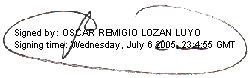 Signed by: OSCAR REMIGIO LOZAN LUYO
Signing time: Wednesday, July 6 2005, 23:4:55 GMT